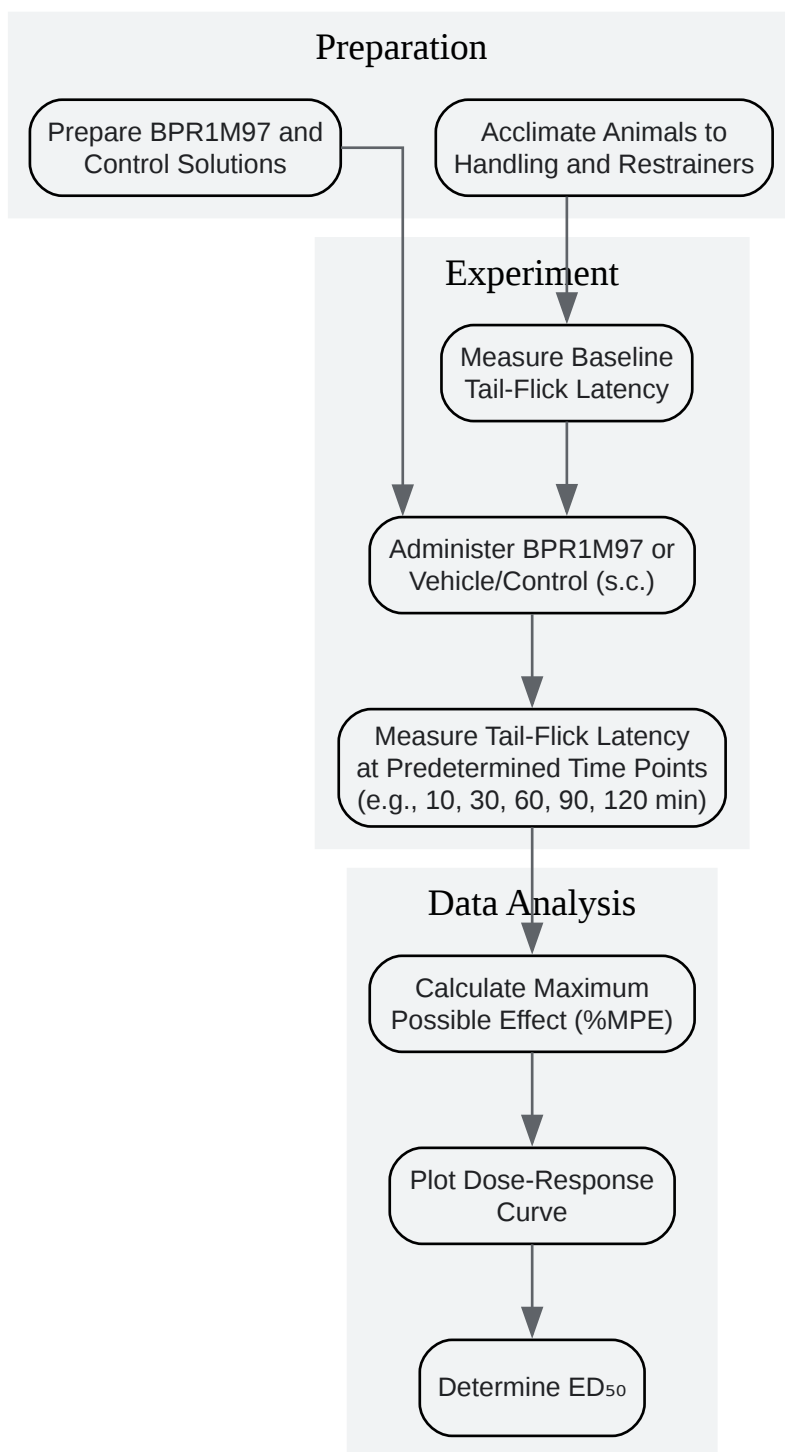 Preparation
Prepare BPR1M97 and
Control Solutions
Acclimate Animals to
Handling and Restrainers
Experiment
Measure Baseline
Tail-Flick Latency
Administer BPR1M97 or
Vehicle/Control (s.c.)
Measure Tail-Flick Latency
at Predetermined Time Points
(e.g., 10, 30, 60, 90, 120 min)
Data Analysis
Calculate Maximum
Possible Effect (%MPE)
Plot Dose-Response
Curve
Determine ED₅₀